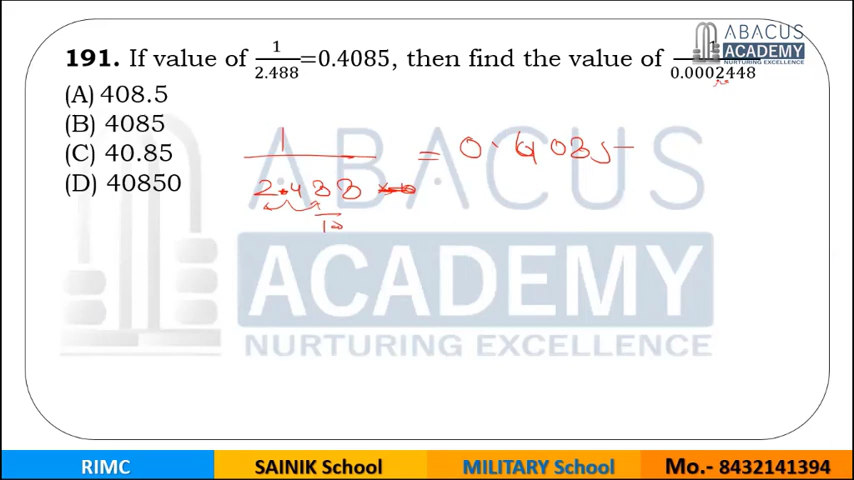 ABACUS
ACADEMY
NURTURING EXCELLENCE
191. If value of 1/2.488=0.4085, then find the value of 1/0.0002448
(A) 408.5
(B) 4085
(C) 40.85
(D) 40850
1/2.488 = 0.4085
10
ABACUS
ACADEMY
NURTURING EXCELLENCE
RIMC SAINIK School MILITARY School Mo.- 8432141394